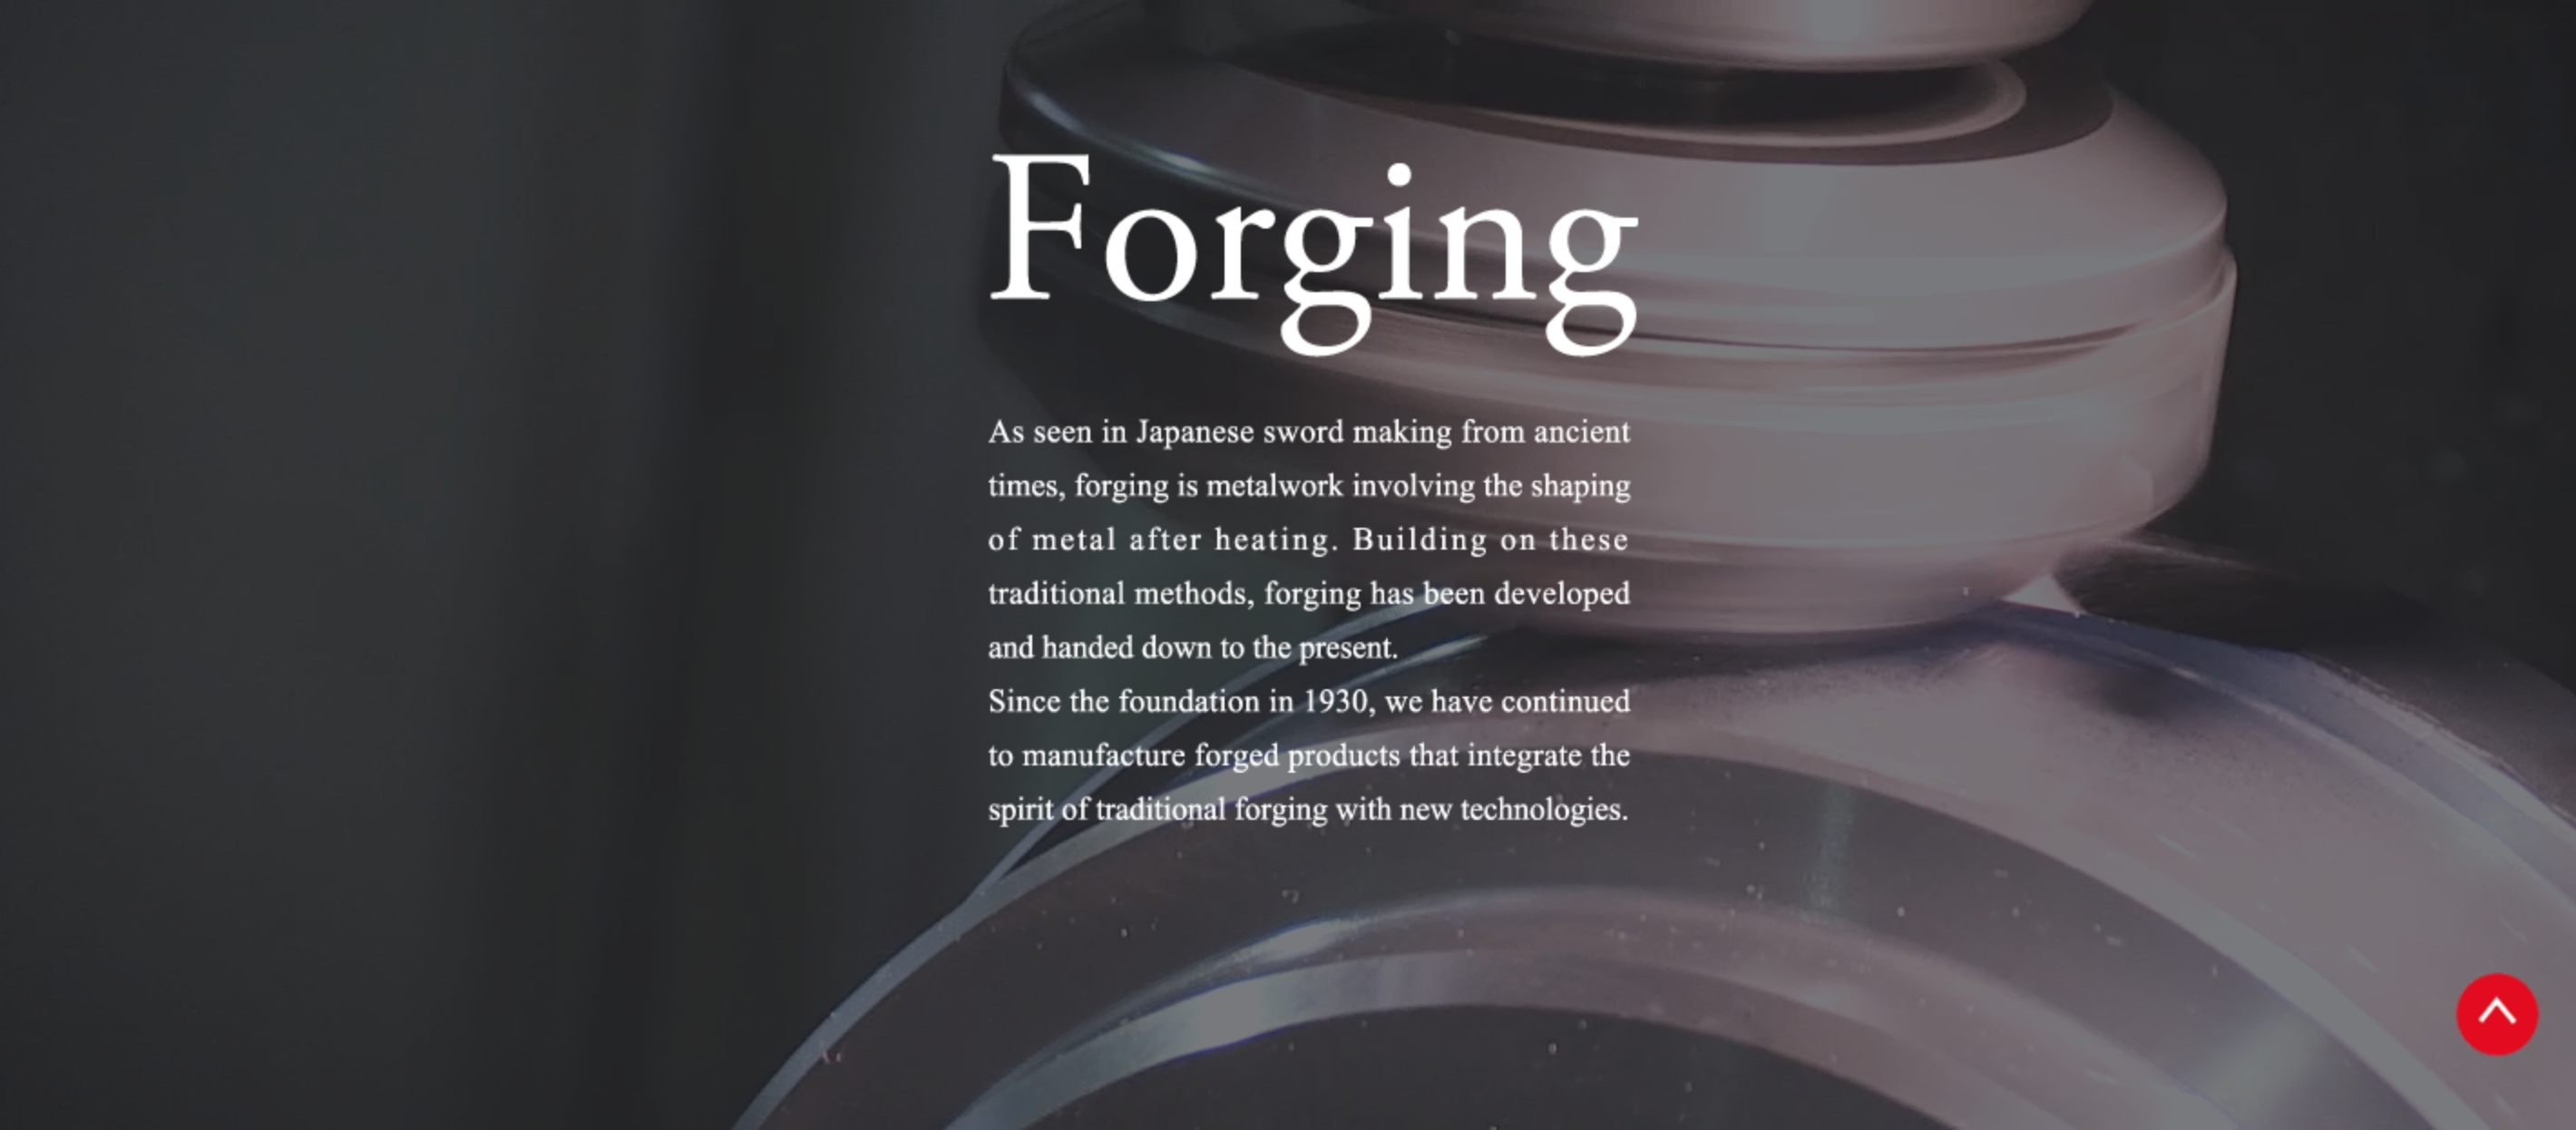 Forging
As seen in Japanese sword making from ancient
times, forging is metalwork involving the shaping
of metal after heating. Building on these
traditional methods, forging has been developed
and handed down to the present.
Since the foundation in 1930, we have continued
to manufacture forged products that integrate the
spirit of traditional forging with new technologies.